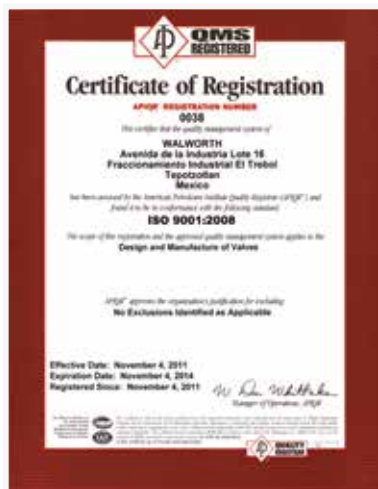 QMS
REGISTERED
Certificate of Registration
APIQR® REGISTRATION NUMBER
0038
This certifies that the quality management system of
WALWORTH
Avenida de la Industria Lote 16
Fraccionamiento Industrial El Trebol
Tepotzotlan
Mexico
has been assessed by the American Petroleum Institute Quality Registrar (APIQR®) and
found it to be in conformance with the following standard:
ISO 9001:2008
The scope of this registration and the approved quality management system applies to the
Design and Manufacture of Valves
APIQR® approves the organization's justification for excluding
No Exclusions Identified as Applicable
Effective Date: November 4, 2011
Expiration Date: November 4, 2014
Registered Since: November 4, 2011
Manager of Operations, APIQR
QUALITY
REGISTRAR